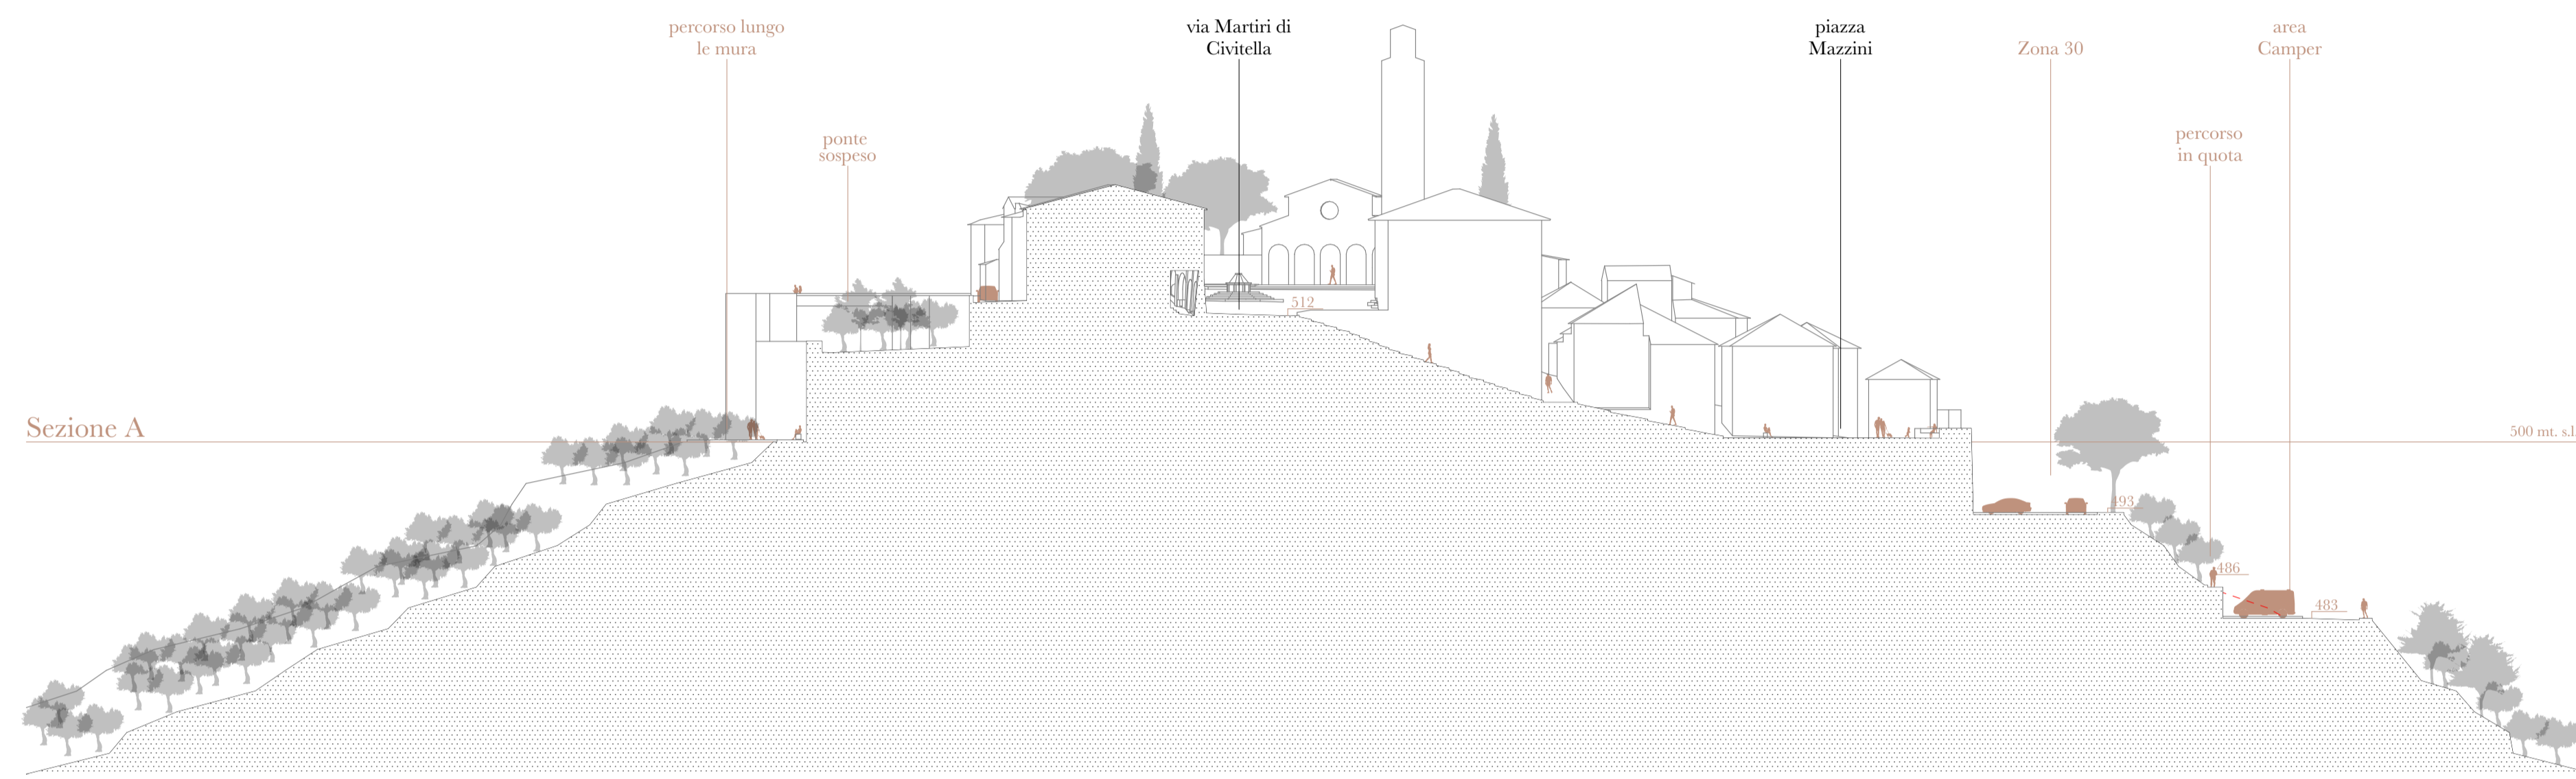 percorso lungo
le mura
via Martiri di
Civitella
piazza
Mazzini
Zona 30
area
Camper
ponte
sospeso
percorso
in quota
512
Sezione A
500 mt. s.l.
493
486
483